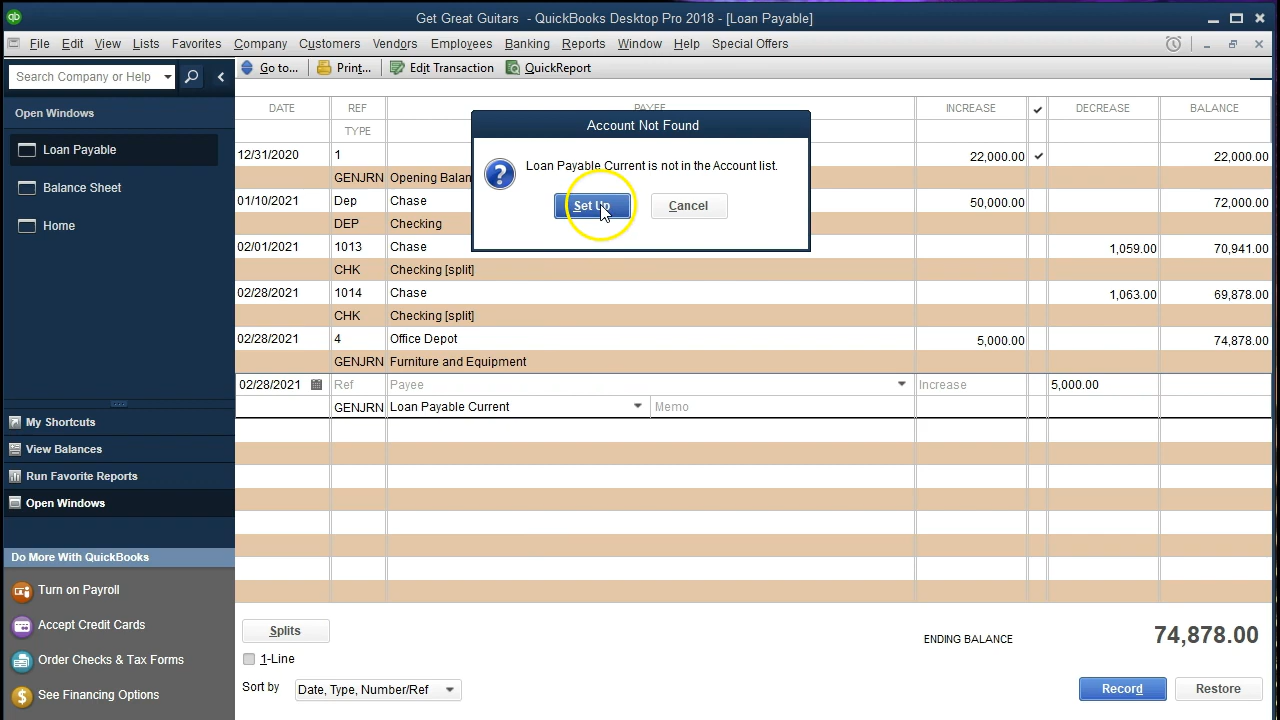 Get Great Guitars - QuickBooks Desktop Pro 2018 - [Loan Payable]
File Edit View Lists Favorites Company Customers Vendors Employees Banking Reports Window Help Special Offers
Search Company or Help
Go to... Print... Edit Transaction QuickReport
Open Windows
Loan Payable
Balance Sheet
Home
My Shortcuts
View Balances
Run Favorite Reports
Open Windows
Do More With QuickBooks
Turn on Payroll
Accept Credit Cards
Order Checks & Tax Forms
See Financing Options
DATE REF PAYEE INCREASE ✓ DECREASE BALANCE
TYPE
12/31/2020 1 22,000.00 ✓ 22,000.00
GENJRN Opening Balan
01/10/2021 Dep Chase 50,000.00 72,000.00
DEP Checking
02/01/2021 1013 Chase 1,059.00 70,941.00
CHK Checking [split]
02/28/2021 1014 Chase 1,063.00 69,878.00
CHK Checking [split]
02/28/2021 4 Office Depot 5,000.00 74,878.00
GENJRN Furniture and Equipment
02/28/2021 Ref Payee Increase 5,000.00
GENJRN Loan Payable Current Memo
Account Not Found
Loan Payable Current is not in the Account list.
Set Up Cancel
Splits
1-Line
Sort by Date, Type, Number/Ref
ENDING BALANCE 74,878.00
Record Restore